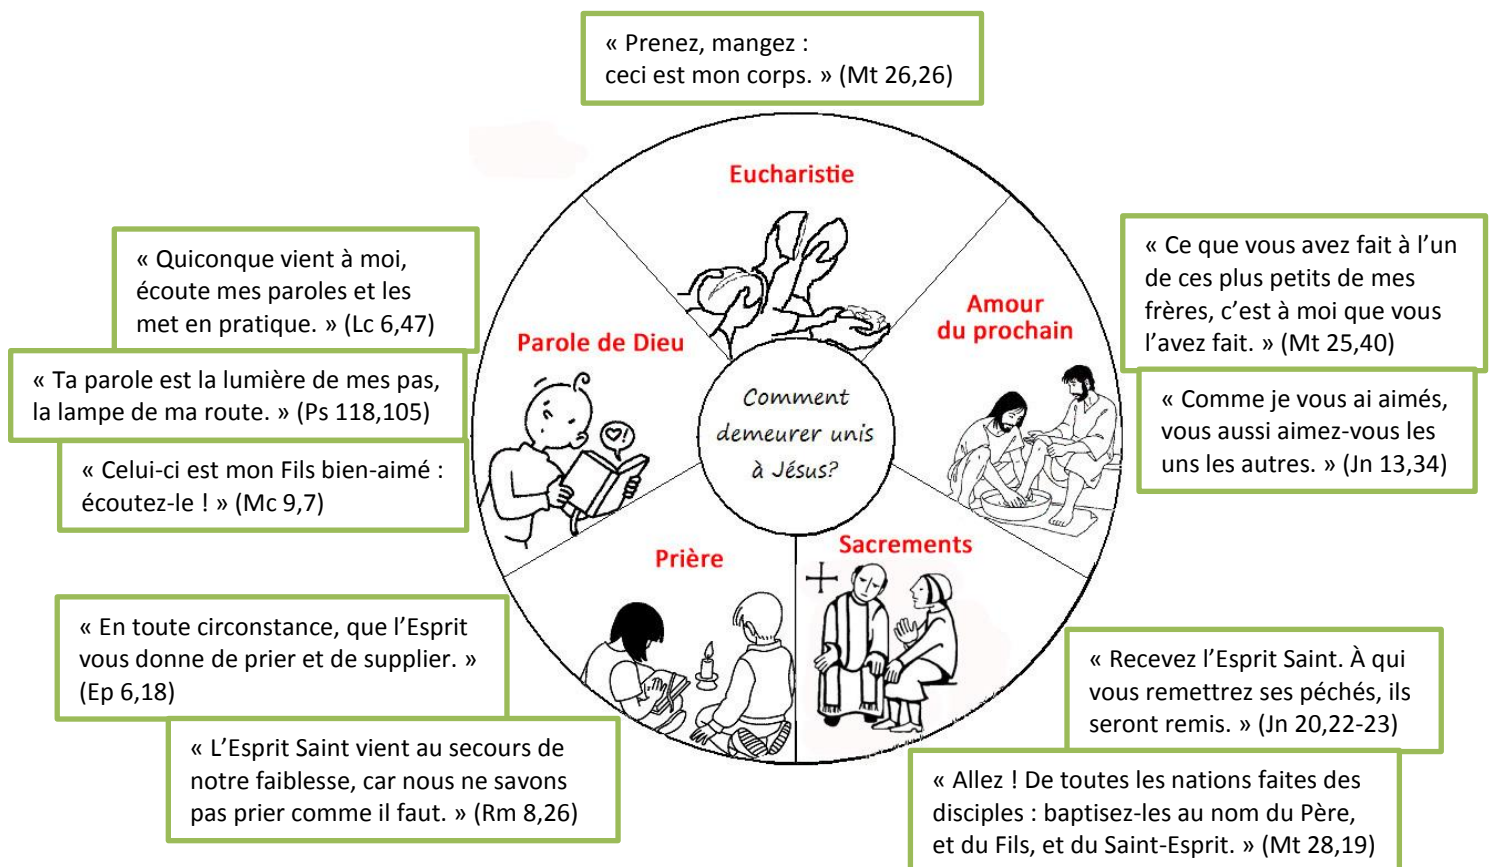 « Prenez, mangez :
ceci est mon corps. » (Mt 26,26)
Eucharistie
« Quiconque vient à moi,
écoute mes paroles et les
met en pratique. » (Lc 6,47)
« Ta parole est la lumière de mes pas,
la lampe de ma route. » (Ps 118,105)
« Celui-ci est mon Fils bien-aimé :
écoutez-le ! » (Mc 9,7)
Parole de Dieu
Comment
demeurer unis
à Jésus?
Amour
du prochain
« Ce que vous avez fait à l’un
de ces plus petits de mes
frères, c’est à moi que vous
l’avez fait. » (Mt 25,40)
« Comme je vous ai aimés,
vous aussi aimez-vous les
uns les autres. » (Jn 13,34)
Prière
Sacrements
« En toute circonstance, que l’Esprit
vous donne de prier et de supplier. »
(Ep 6,18)
« L’Esprit Saint vient au secours de
notre faiblesse, car nous ne savons
pas prier comme il faut. » (Rm 8,26)
« Recevez l’Esprit Saint. À qui
vous remettrez ses péchés, ils
seront remis. » (Jn 20,22-23)
« Allez ! De toutes les nations faites des
disciples : baptisez-les au nom du Père,
et du Fils, et du Saint-Esprit. » (Mt 28,19)